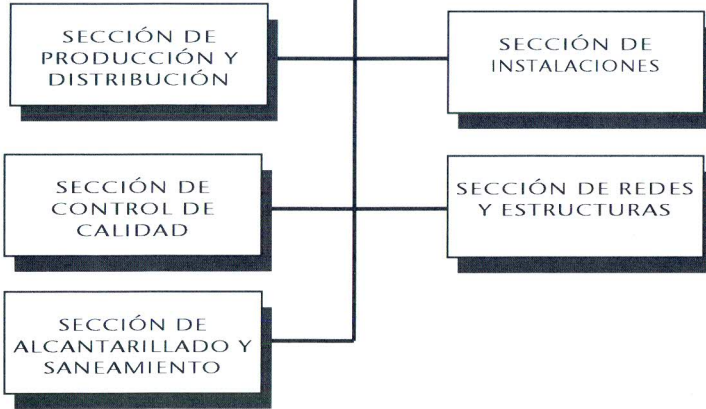 SECCIÓN DE
PRODUCCIÓN Y
DISTRIBUCIÓN
SECCIÓN DE
INSTALACIONES
SECCIÓN DE
CONTROL DE
CALIDAD
SECCIÓN DE REDES
Y ESTRUCTURAS
SECCIÓN DE
ALCANTARILLADO Y
SANEAMIENTO